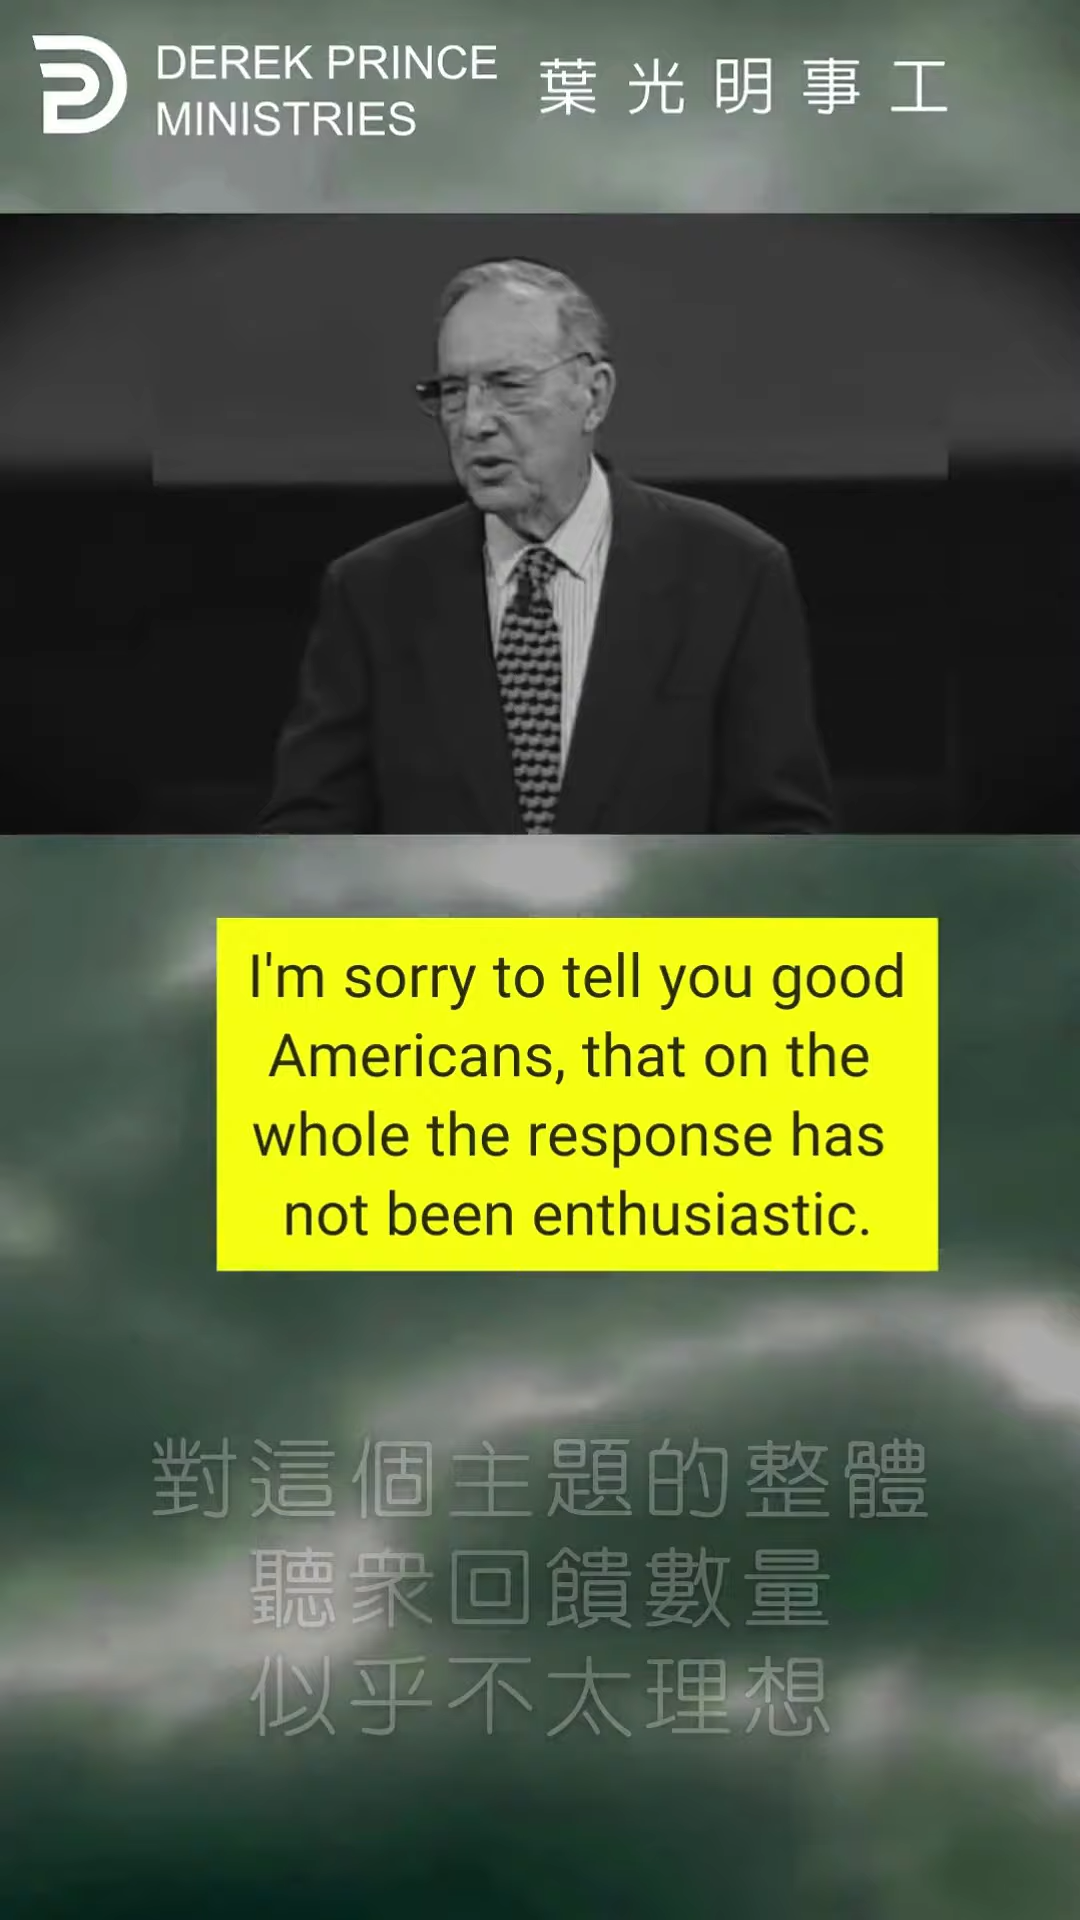 DEREK PRINCE
MINISTRIES
葉光明事工
I'm sorry to tell you good
Americans, that on the
whole the response has
not been enthusiastic.
對這個主題的整體
聽眾回饋數量
似乎不太理想